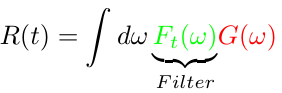 R(t) = ∫ dω F_t(ω)G(ω)
Filter